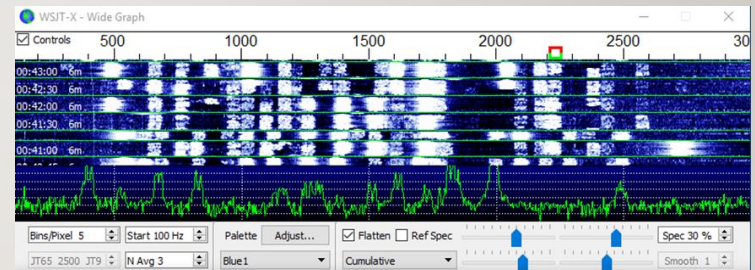 WSJT-X - Wide Graph
Controls 500 1000 1500 2000 2500 30
00:43:00 6m
00:42:30 6m
00:42:00 6m
00:41:30 6m
00:41:00 6m
Bins/Pixel 5 Start 100 Hz Palette Adjust... Flatten Ref Spec Spec 30 %
JT65 2500 JT9 N Avg 3 Blue1 Cumulative Smooth 1